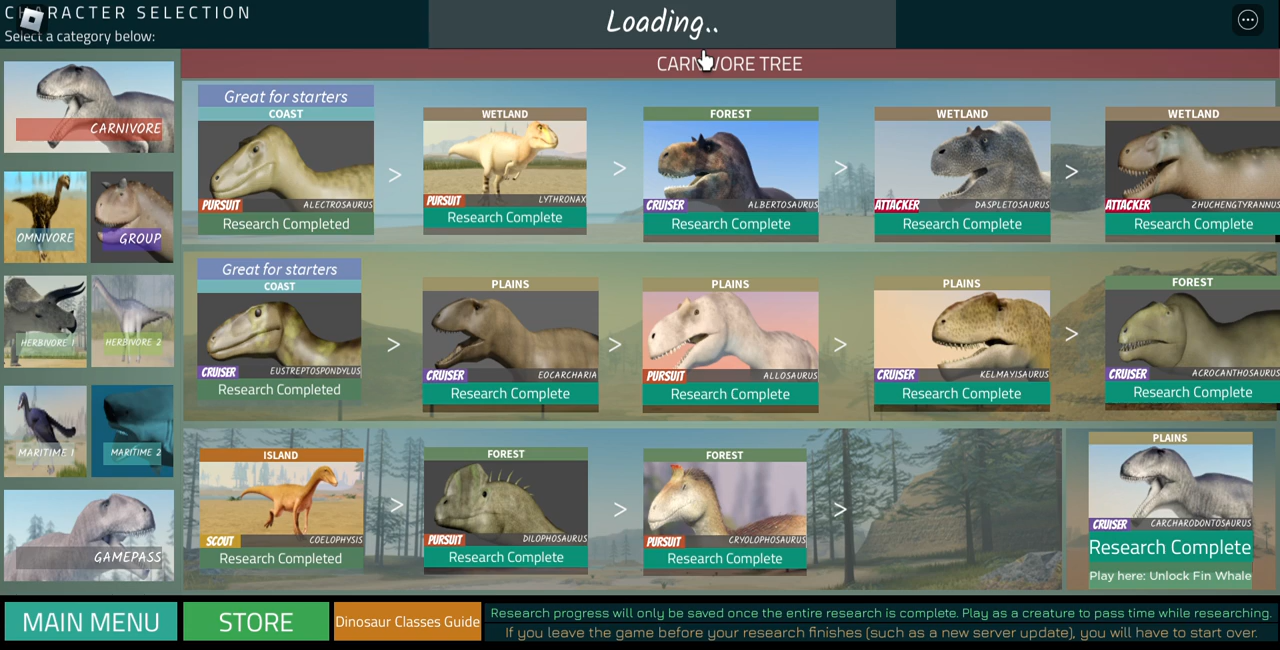 CHARACTER SELECTION
Select a category below:
Loading..
CARNIVORE TREE
CARNIVORE
OMNIVORE
GROUP
HERBIVORE 1
HERBIVORE 2
MARITIME 1
MARITIME 2
GAMEPASS
Great for starters
COAST
PURSUIT
ALECTROSAURUS
Research Completed
>
WETLAND
PURSUIT
LYTHRONAX
Research Complete
>
FOREST
CRUISER
ALBERTOSAURUS
Research Complete
>
WETLAND
ATTACKER
DASPLETOSAURUS
Research Complete
>
WETLAND
ATTACKER
ZHUCHENGTYRANNUS
Research Complete
Great for starters
COAST
CRUISER
EUSTREPTOSPONDYLUS
Research Completed
>
PLAINS
CRUISER
EOCARCHARIA
Research Complete
>
PLAINS
PURSUIT
ALLOSAURUS
Research Complete
>
PLAINS
CRUISER
KELMAYISAURUS
Research Complete
>
FOREST
CRUISER
ACROCANTHOSAURUS
Research Complete
ISLAND
SCOUT
COELOPHYSIS
Research Completed
>
FOREST
PURSUIT
DILOPHOSAURUS
Research Complete
>
FOREST
PURSUIT
CRYOLOPHOSAURUS
Research Complete
>
PLAINS
CRUISER
CARCHARODONTOSAURUS
Research Complete
Play here: Unlock Fin Whale
MAIN MENU
STORE
Dinosaur Classes Guide
Research progress will only be saved once the entire research is complete. Play as a creature to pass time while researching.
If you leave the game before your research finishes (such as a new server update), you will have to start over.